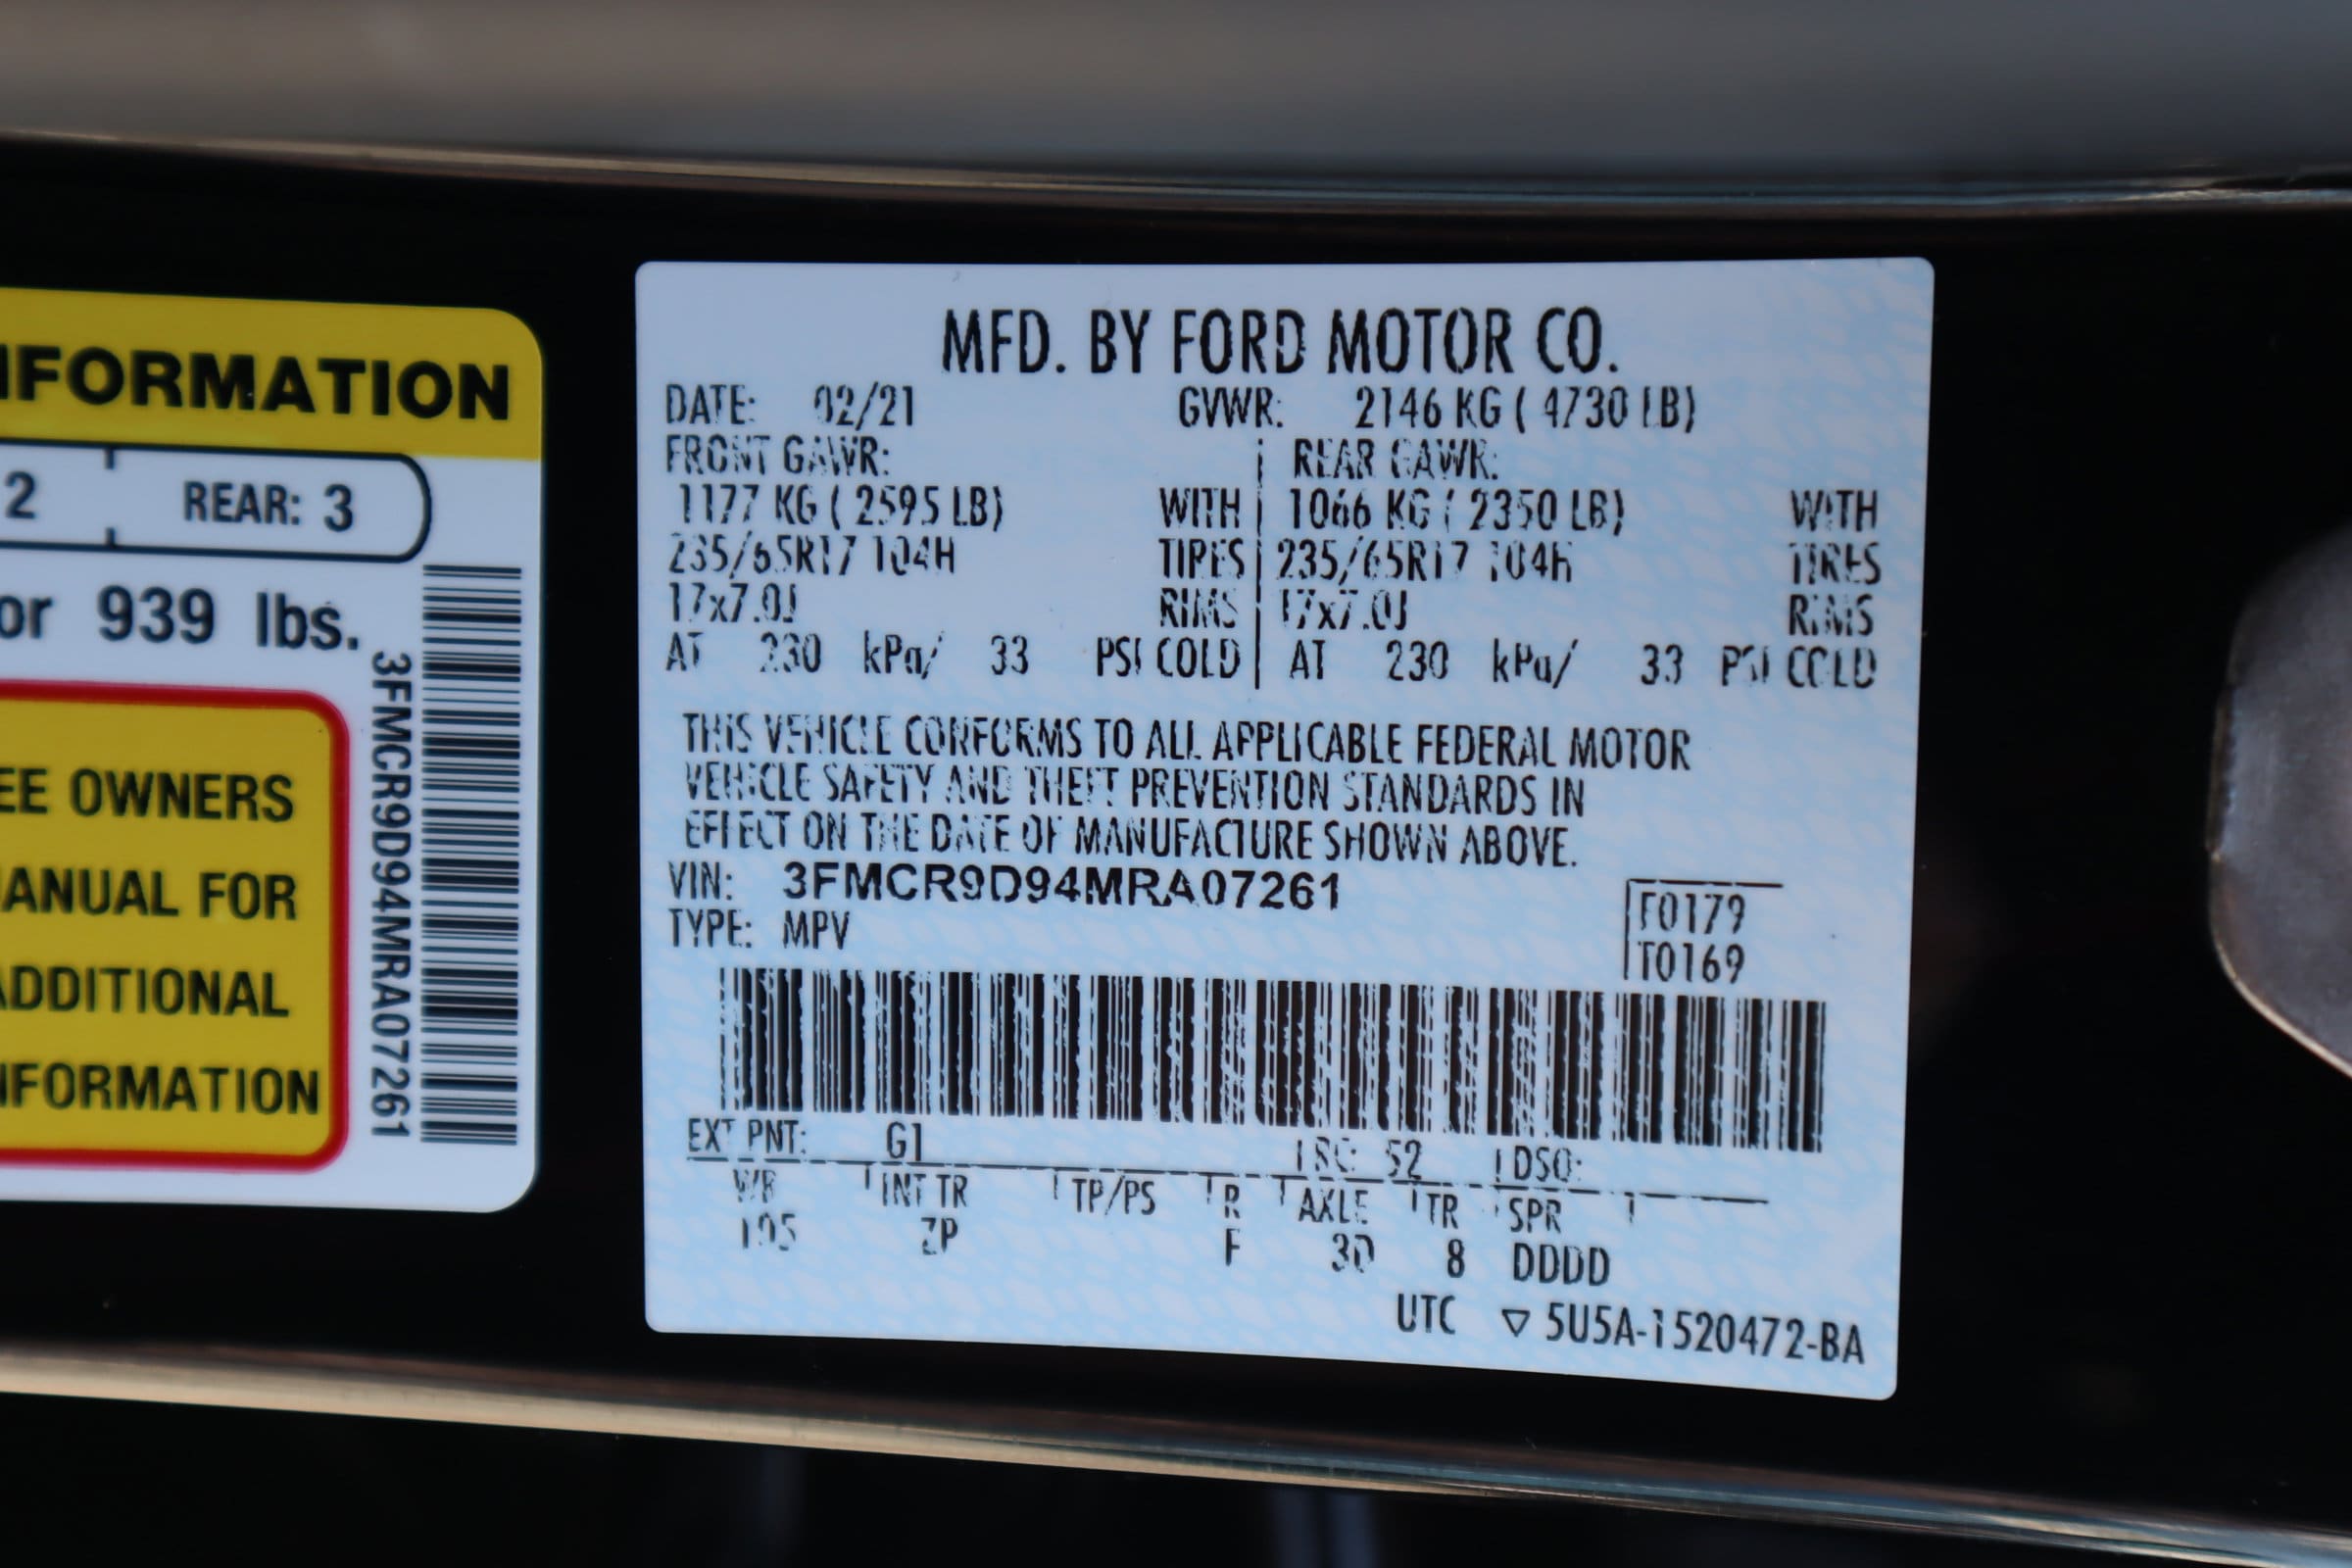 NFORMATION
2 REAR: 3
or 939 lbs.
EE OWNERS
MANUAL FOR
ADDITIONAL
NFORMATION
3FMCR9D94MRA07261
MFD. BY FORD MOTOR CO.
DATE: 02/21 GVWR: 2146 KG ( 4730 LB)
FRONT GAWR: REAR GAWR:
1177 KG ( 2595 LB) WITH 1066 KG ( 2350 LB) WITH
235/65R17 104H TIRES 235/65R17 104H TIRES
17x7.0J RIMS 17x7.0J RIMS
AT 230 kPa/ 33 PSI COLD AT 230 kPa/ 33 PSI COLD
THIS VEHICLE CONFORMS TO ALL APPLICABLE FEDERAL MOTOR
VEHICLE SAFETY AND THEFT PREVENTION STANDARDS IN
EFFECT ON THE DATE OF MANUFACTURE SHOWN ABOVE.
VIN: 3FMCR9D94MRA07261
TYPE: MPV
F0179
T0169
EXT PNT: G1 RC: 52 DSO:
WB INT TR TP/PS R AXLE TR SPR
105 ZP F 3D 8 DDDD
UTC ▽ 5U5A-1520472-BA